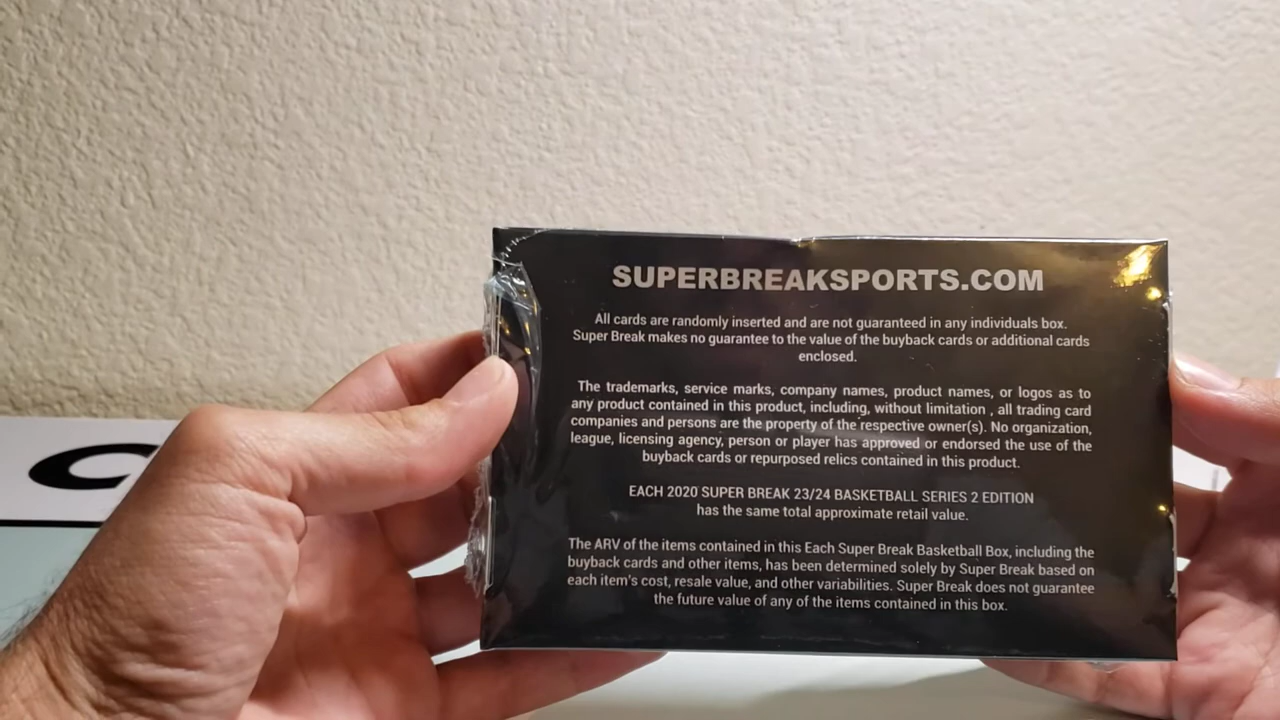 SUPERBREAKSPORTS.COM
All cards are randomly inserted and are not guaranteed in any individuals box.
Super Break makes no guarantee to the value of the buyback cards or additional cards
enclosed.
The trademarks, service marks, company names, product names, or logos as to
any product contained in this product, including, without limitation , all trading card
companies and persons are the property of the respective owner(s). No organization,
league, licensing agency, person or player has approved or endorsed the use of the
buyback cards or repurposed relics contained in this product.
EACH 2020 SUPER BREAK 23/24 BASKETBALL SERIES 2 EDITION
has the same total approximate retail value.
The ARV of the items contained in this Each Super Break Basketball Box, including the
buyback cards and other items, has been determined solely by Super Break based on
each item's cost, resale value, and other variabilities. Super Break does not guarantee
the future value of any of the items contained in this box.